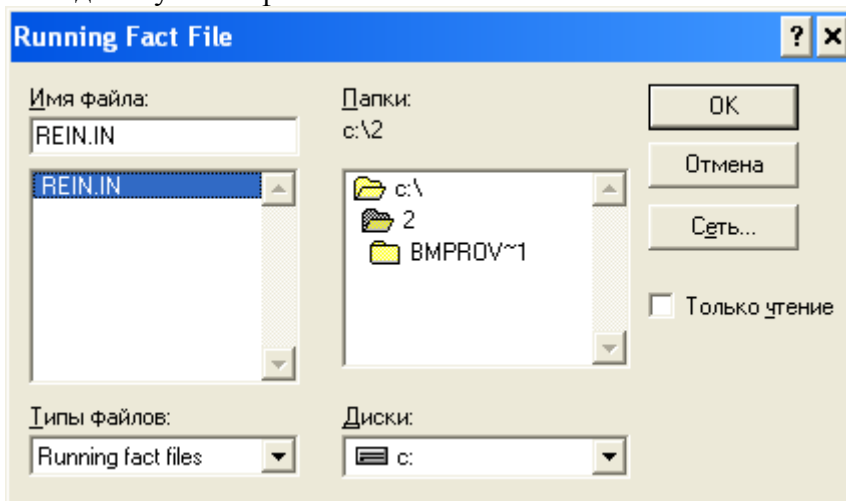 Running Fact File
Имя файла:
REIN.IN
REIN.IN
Типы файлов:
Running fact files
Папки:
c:\2
c:\
2
BMPROV~1
Диски:
c:
OK
Отмена
Сеть...
Только чтение